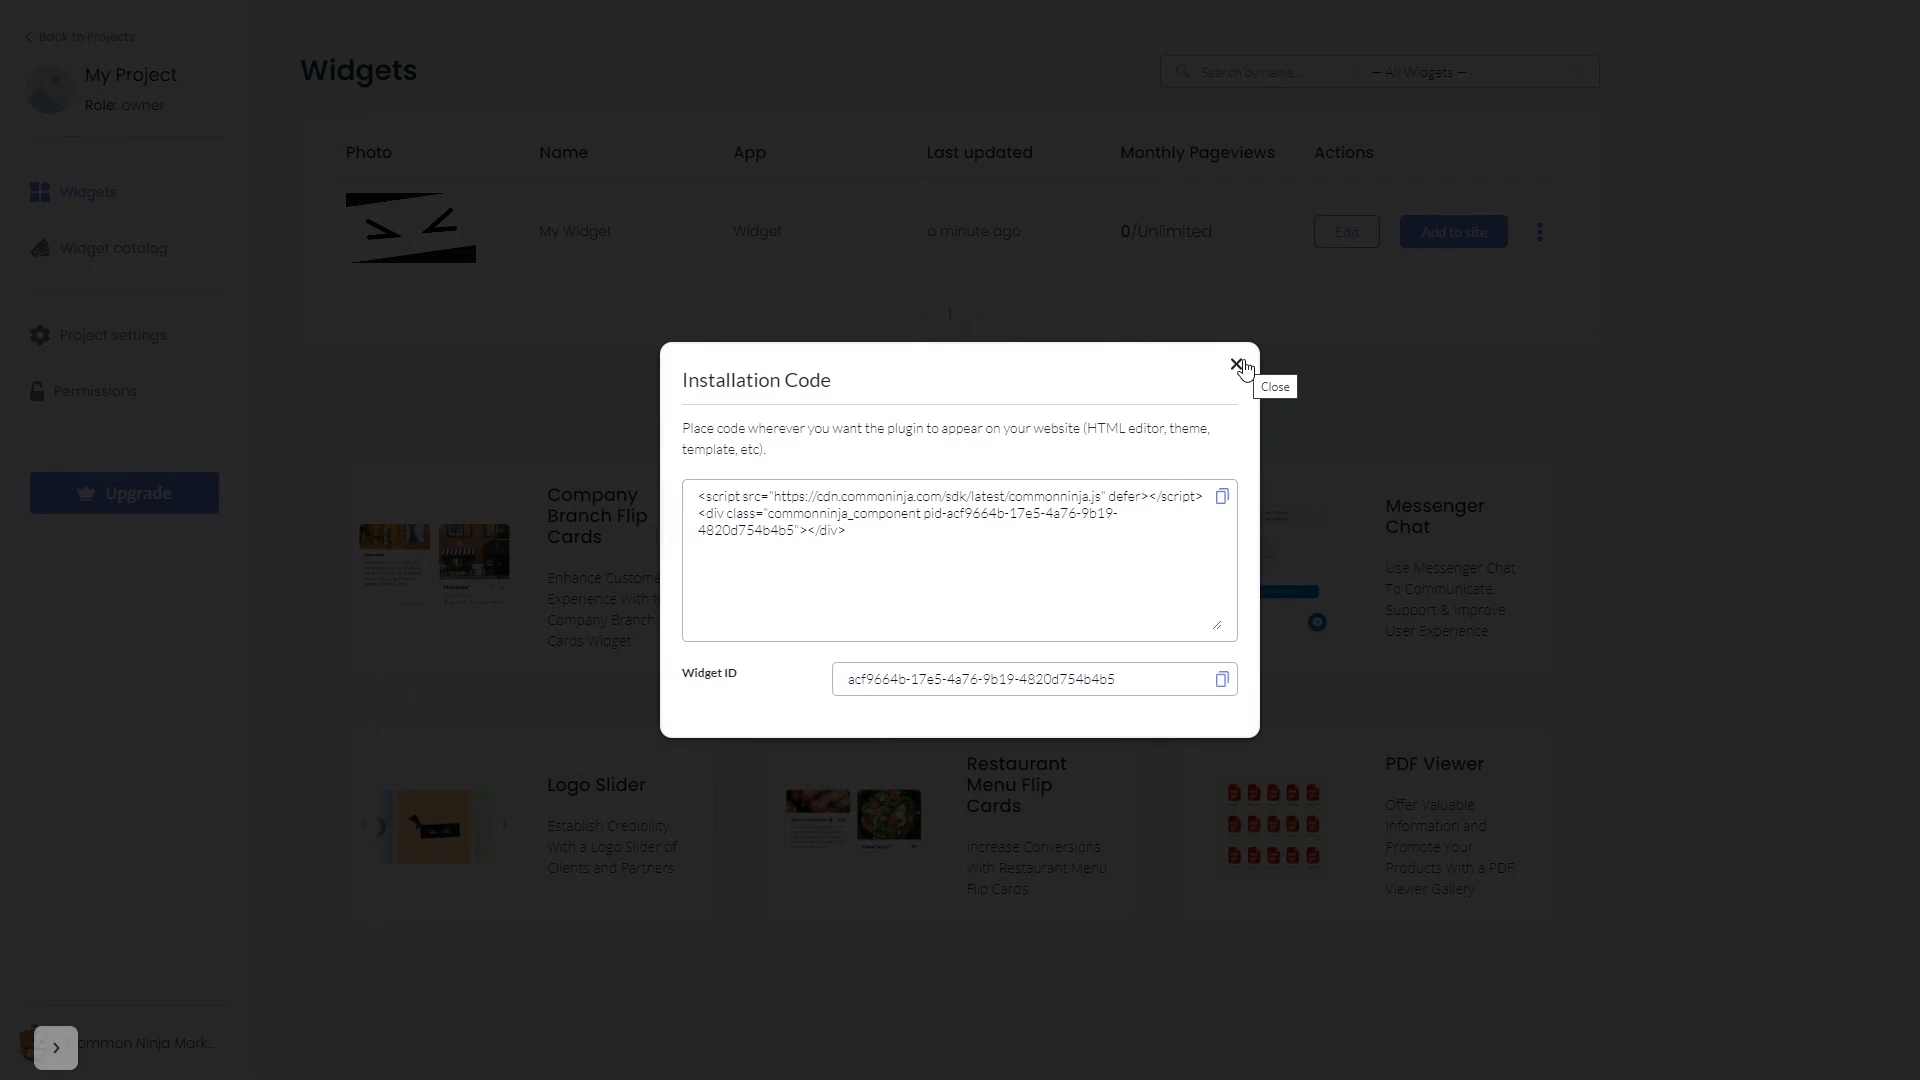 Back to Projects
My Project
Role: owner
Widgets
Widget catalog
Project settings
Permissions
Upgrade
Widgets
Search by name...
— All Widgets —
Photo
Name
App
Last updated
Monthly Pageviews
Actions
My Widget
Widget
a minute ago
0/Unlimited
Edit
Add to site
1
Installation Code
Close
Place code wherever you want the plugin to appear on your website (HTML editor, theme,
template, etc).
<script src="https://cdn.commoninja.com/sdk/latest/commonninja.js" defer></script>
<div class="commonninja_component pid-acf9664b-17e5-4a76-9b19-
4820d754b4b5"></div>
Widget ID
acf9664b-17e5-4a76-9b19-4820d754b4b5
Company
Branch Flip
Cards
Enhance Custome
Experience With
Company Branch
Cards Widget
Messenger
Chat
Use Messenger Chat
To Communicate,
Support & Improve
User Experience
Logo Slider
Establish Credibility
With a Logo Slider of
Clients and Partners
Restaurant
Menu Flip
Cards
Increase Conversions
With Restaurant Menu
Flip Cards
PDF Viewer
Offer Valuable
Information and
Promote Your
Products With a PDF
Viewer Gallery
ommon Ninja Mark...